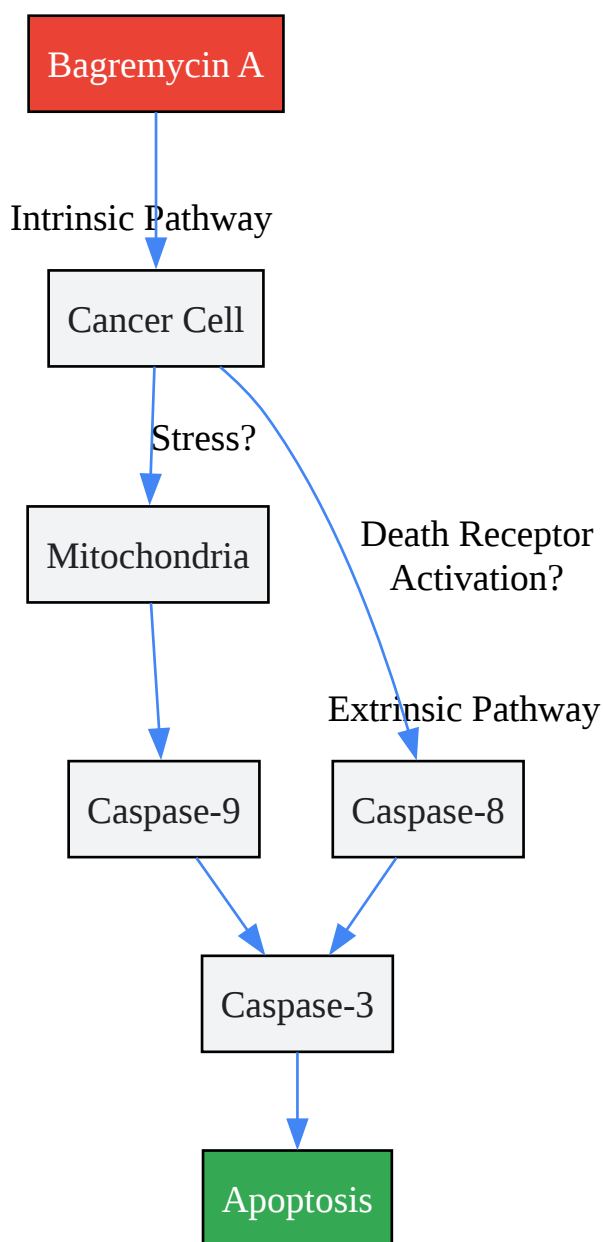 Bagremycin A
Intrinsic Pathway
Cancer Cell
Stress?
Death Receptor
Activation?
Mitochondria
Extrinsic Pathway
Caspase-9
Caspase-8
Caspase-3
Apoptosis